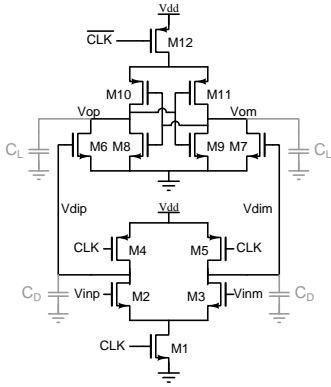 Vdd
CLK
M12
M10
M11
Vop
Vom
CL
M6
M8
M9
M7
CL
Vdip
Vdim
Vdd
CLK
M4
M5
CLK
CD
Vinp
M2
M3
Vinm
CD
CLK
M1